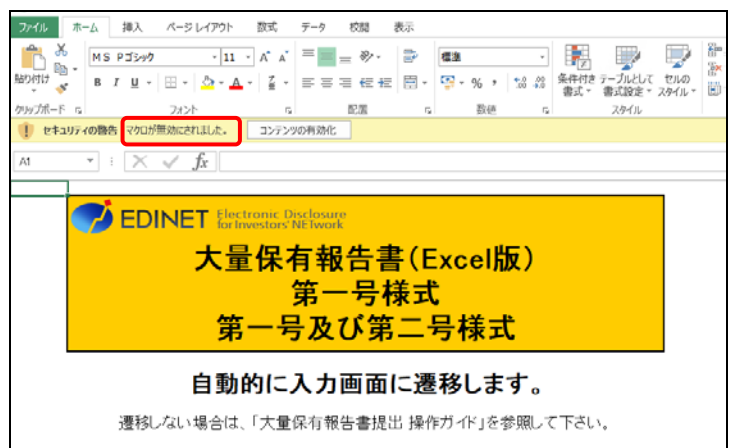 ファイル ホーム 挿入 ページ レイアウト 数式 データ 校閲 表示
MS Pゴシック 11 A A 標準
貼り付け B I U A % , 条件付き書式 テーブルとして書式設定 セルのスタイル
クリップボード フォント 配置 数値 スタイル
セキュリティの警告 マクロが無効にされました。 コンテンツの有効化
A1 fx
EDINET Electronic Disclosure for Investors' NETwork
大量保有報告書(Excel版)
第一号様式
第一号及び第二号様式
自動的に入力画面に遷移します。
遷移しない場合は、「大量保有報告書提出 操作ガイド」を参照して下さい。